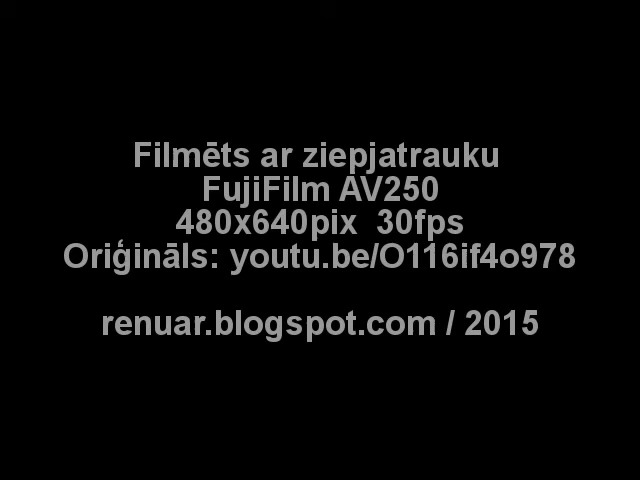 Filmēts ar ziepjatrauku
FujiFilm AV250
480x640pix  30fps
Oriģināls: youtu.be/O116if4o978
renuar.blogspot.com / 2015